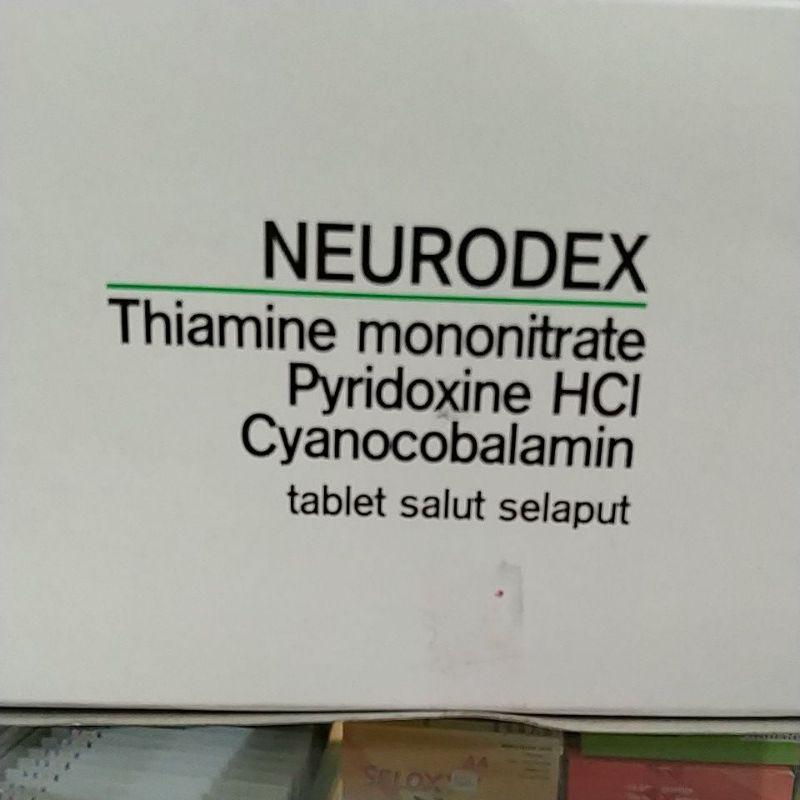 NEURODEX
Thiamine mononitrate
Pyridoxine HCl
Cyanocobalamin
tablet salut selaput